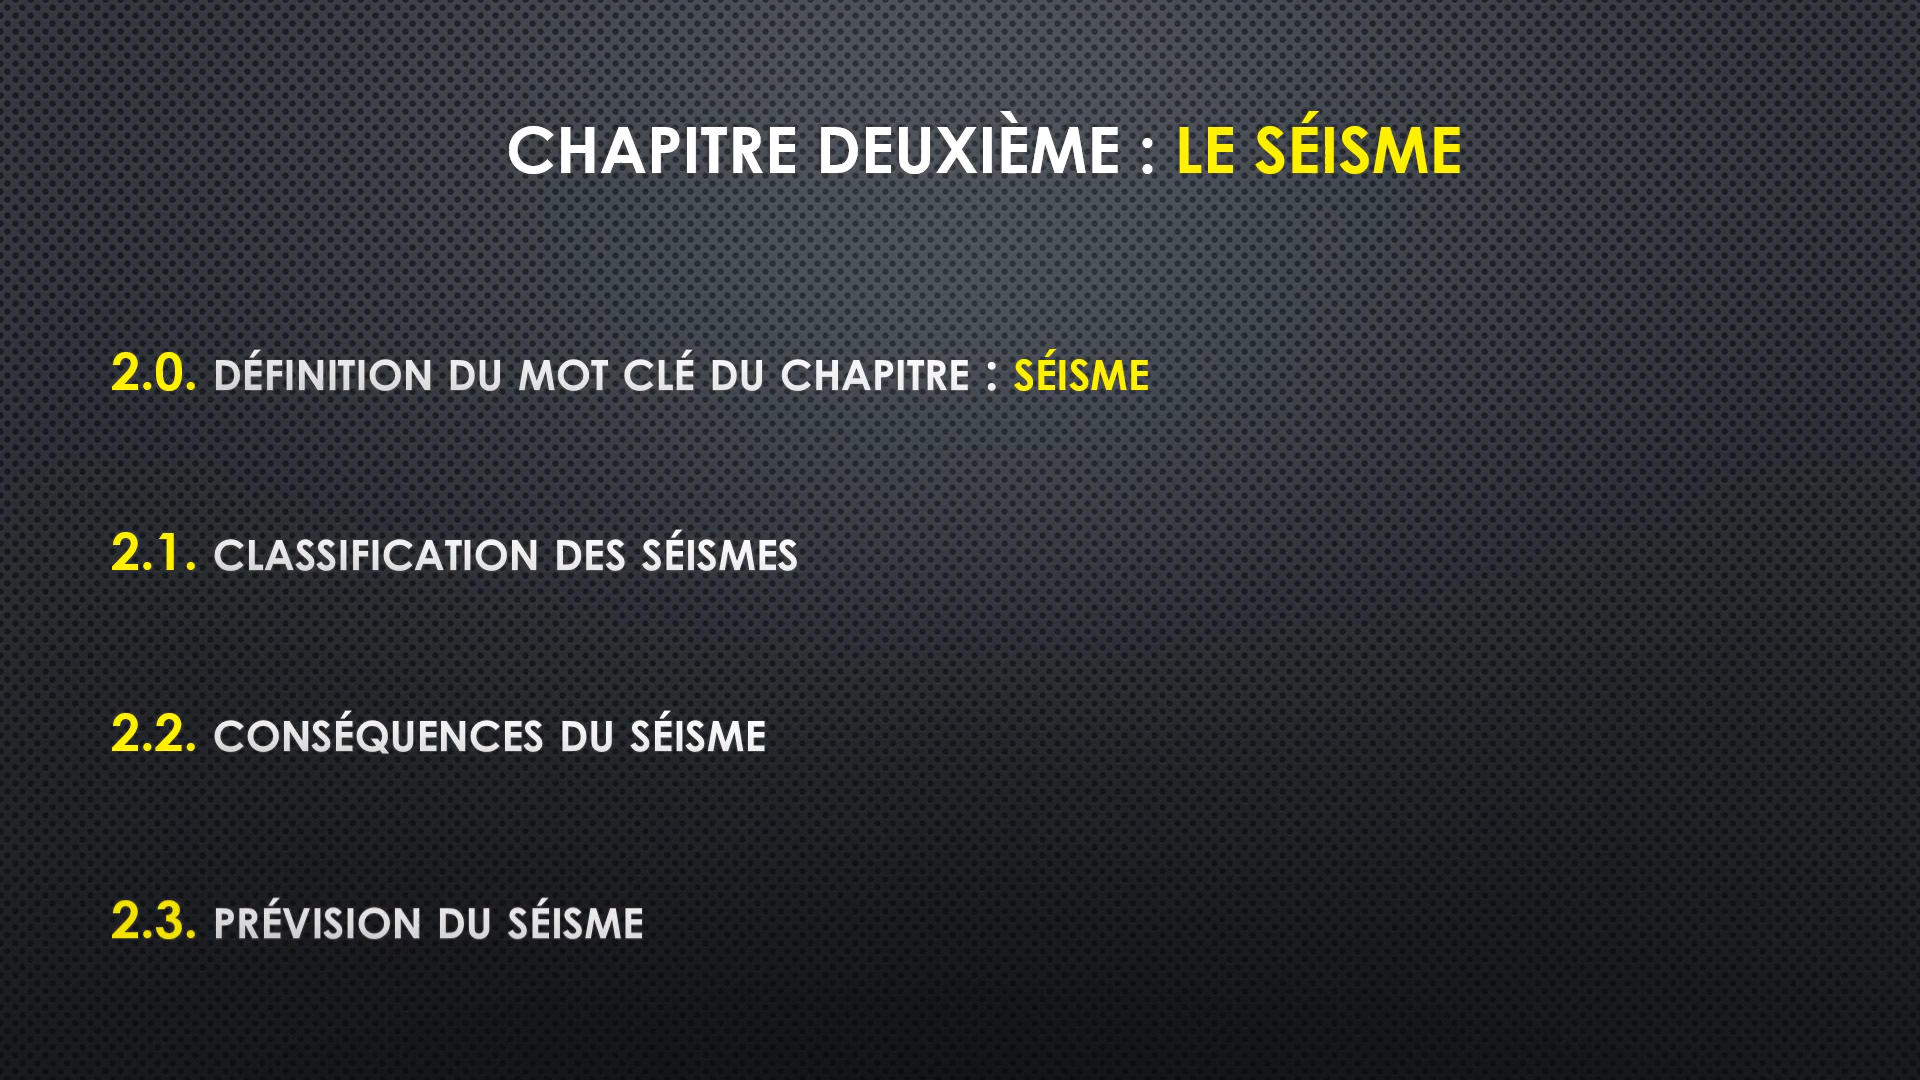 CHAPITRE DEUXIÈME : LE SÉISME
2.0. DÉFINITION DU MOT CLÉ DU CHAPITRE : SÉISME
2.1. CLASSIFICATION DES SÉISMES
2.2. CONSÉQUENCES DU SÉISME
2.3. PRÉVISION DU SÉISME